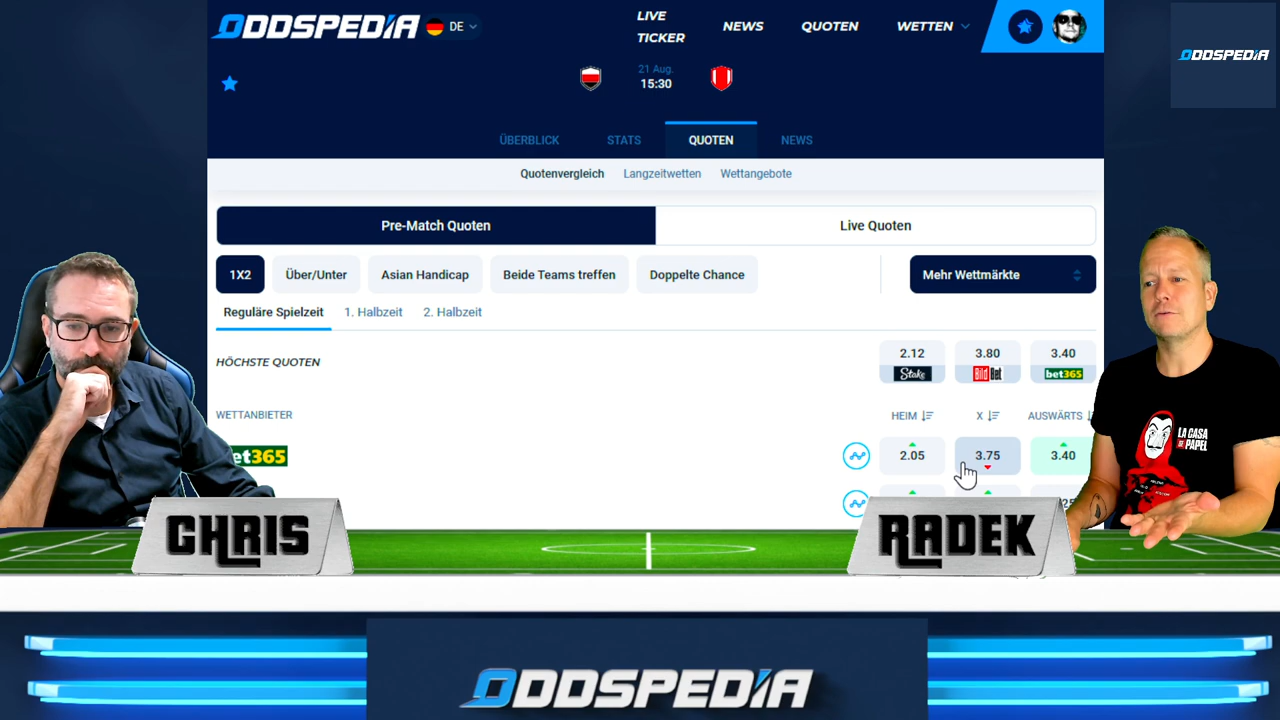 ODDSPEDIA
DE
LIVE
TICKER
NEWS
QUOTEN
WETTEN
ODDSPEDIA
21 Aug.
15:30
ÜBERBLICK
STATS
QUOTEN
NEWS
Quotenvergleich
Langzeitwetten
Wettangebote
Pre-Match Quoten
Live Quoten
1X2
Über/Unter
Asian Handicap
Beide Teams treffen
Doppelte Chance
Mehr Wettmärkte
Reguläre Spielzeit
1. Halbzeit
2. Halbzeit
HÖCHSTE QUOTEN
2.12
3.80
3.40
Stake
Bild Bet
bet365
WETTANBIETER
HEIM
X
AUSWÄRTS
et365
2.05
3.75
3.40
LA CASA
DE PAPEL
CHRIS
RADEK
ODDSPEDIA